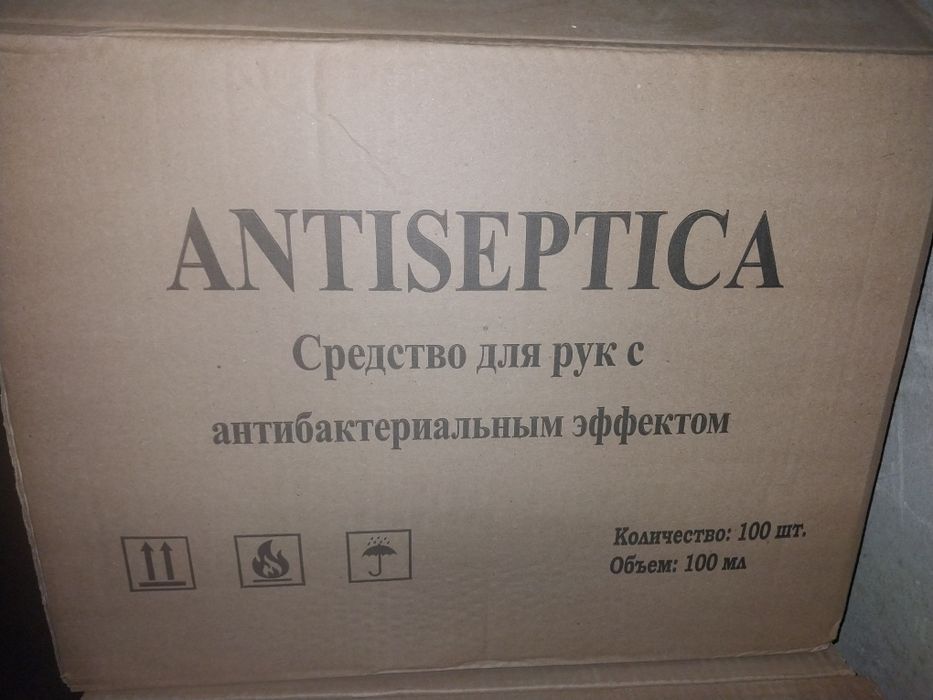 ANTISEPTICA
Средство для рук с
антибактериальным эффектом
Количество: 100 шт.
Объем: 100 мл